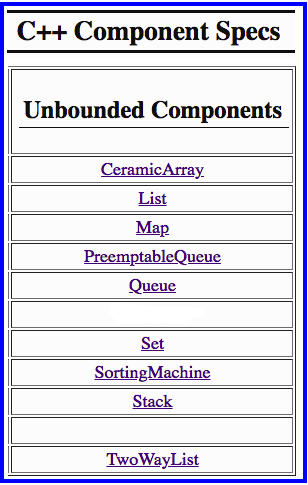 C++ Component Specs
Unbounded Components
CeramicArray
List
Map
PreemptableQueue
Queue
Set
SortingMachine
Stack
TwoWayList